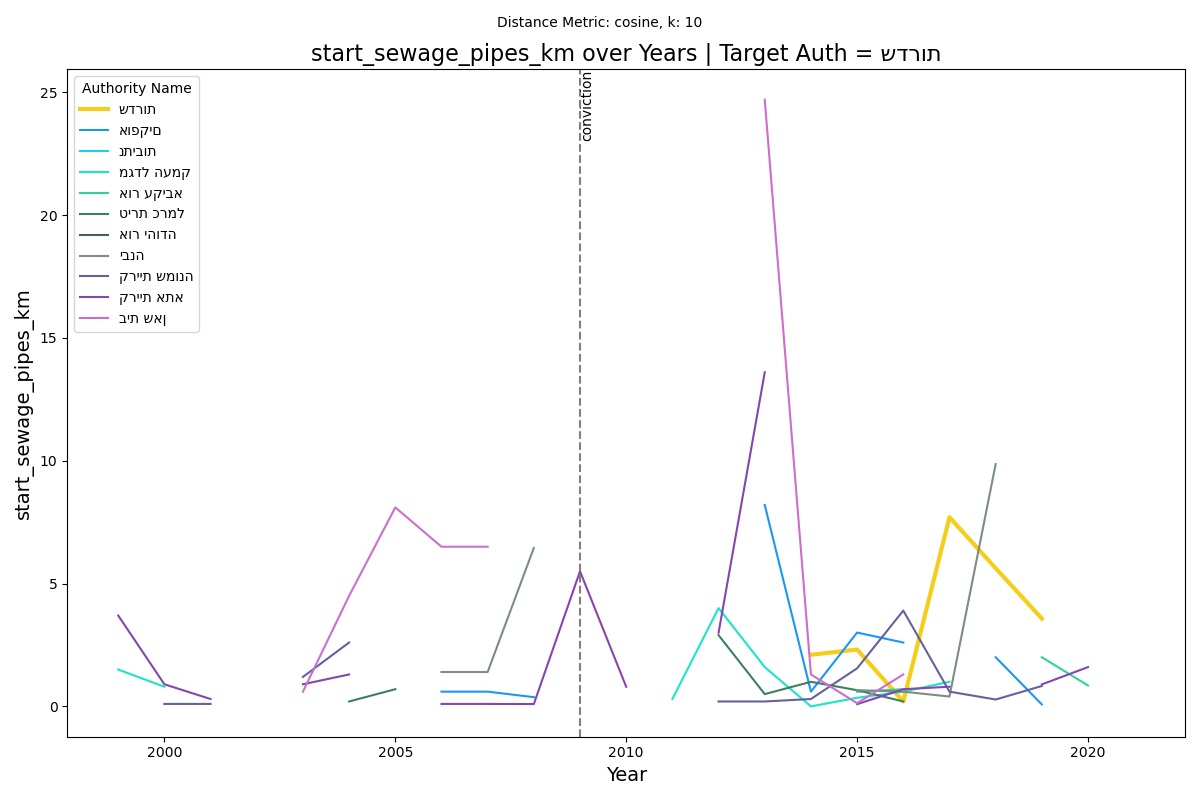 Distance Metric: cosine, k: 10
start_sewage_pipes_km over Years | Target Auth = שדרות
Authority Name
שדרות
אופקים
נתיבות
מגדל העמק
אור עקיבא
טירת כרמל
אור יהודה
יבנה
קריית שמונה
קריית אתא
בית שאן
conviction
start_sewage_pipes_km
25
20
15
10
5
0
2000
2005
2010
2015
2020
Year